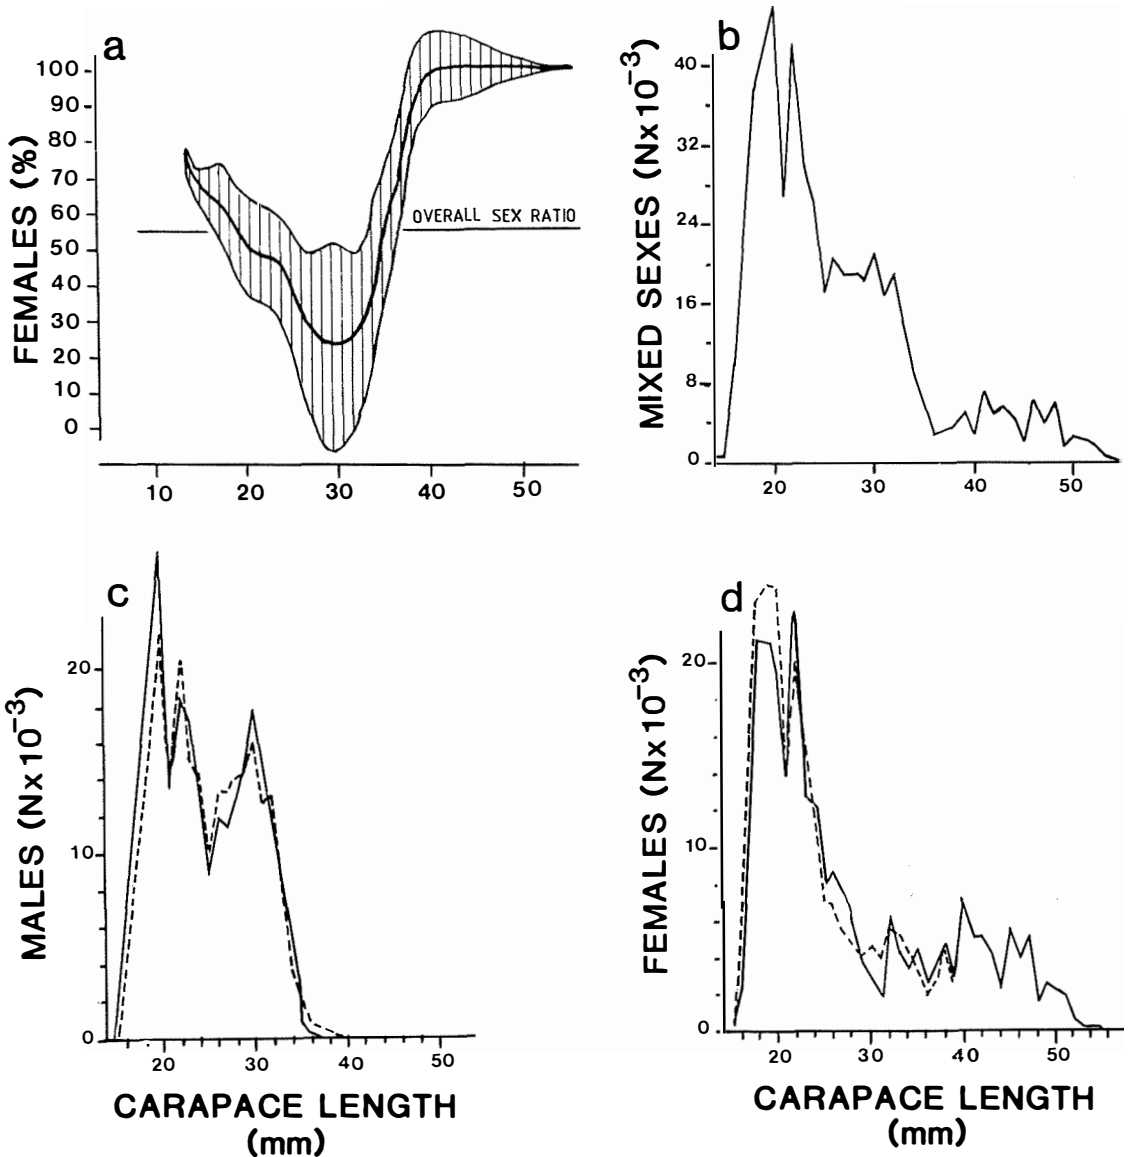 a
FEMALES (%)
100
90
80
70
60
50
40
30
20
10
0
OVERALL SEX RATIO
10 20 30 40 50
b
MIXED SEXES (Nx10⁻³)
40
32
24
16
8
0
20 30 40 50
c
MALES (Nx10⁻³)
20
10
0
20 30 40 50
CARAPACE LENGTH
(mm)
d
FEMALES (Nx10⁻³)
20
10
0
20 30 40 50
CARAPACE LENGTH
(mm)